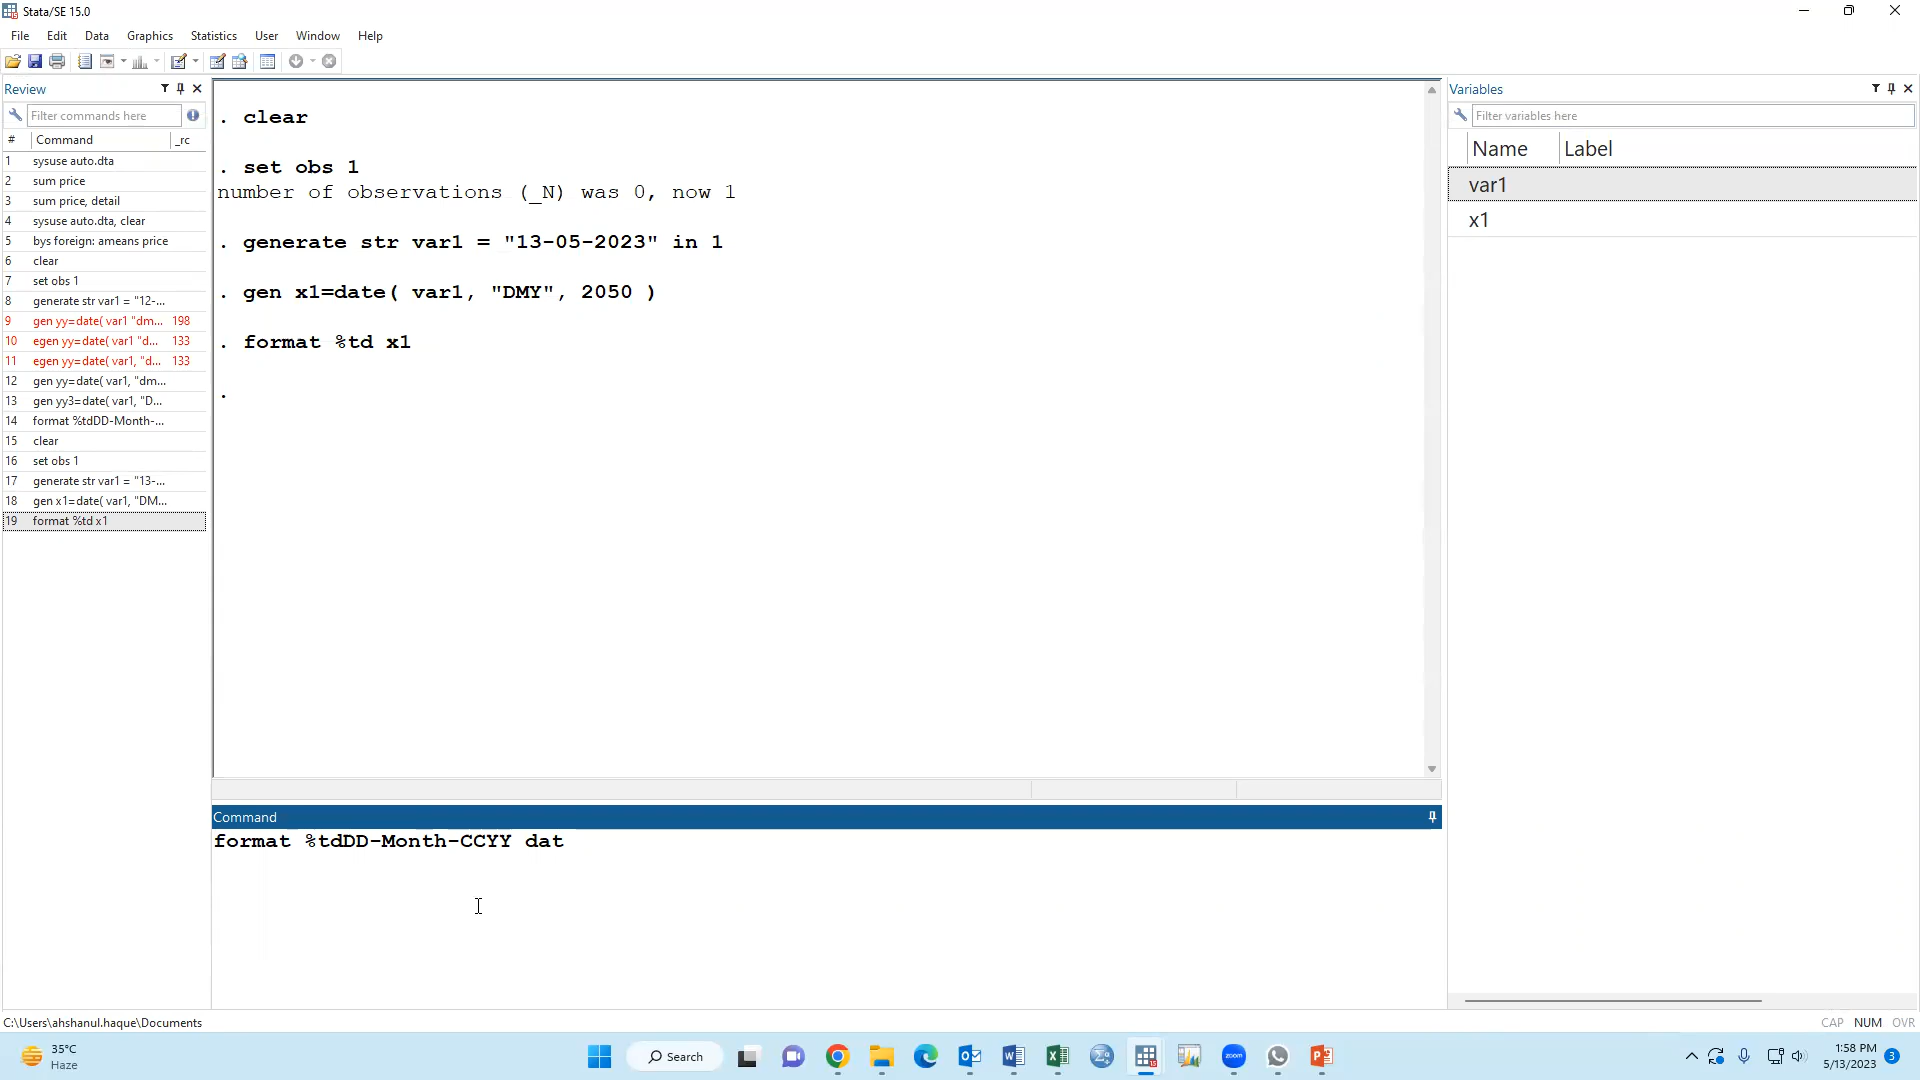 Stata/SE 15.0
File Edit Data Graphics Statistics User Window Help
Review
Filter commands here
# Command _rc
1 sysuse auto.dta
2 sum price
3 sum price, detail
4 sysuse auto.dta, clear
5 bys foreign: ameans price
6 clear
7 set obs 1
8 generate str var1 = "12-...
9 gen yy=date( var1 "dm... 198
10 egen yy=date( var1 "d... 133
11 egen yy=date( var1, "d... 133
12 gen yy=date( var1, "dm...
13 gen yy3=date( var1, "D...
14 format %tdDD-Month-...
15 clear
16 set obs 1
17 generate str var1 = "13-...
18 gen x1=date( var1, "DM...
19 format %td x1
. clear
. set obs 1
number of observations (_N) was 0, now 1
. generate str var1 = "13-05-2023" in 1
. gen x1=date( var1, "DMY", 2050 )
. format %td x1
.
Command
format %tdDD-Month-CCYY dat
Variables
Filter variables here
Name Label
var1
x1
C:\Users\ahshanul.haque\Documents
CAP NUM OVR
35°C
Haze
Search
zoom
1:58 PM
5/13/2023
3